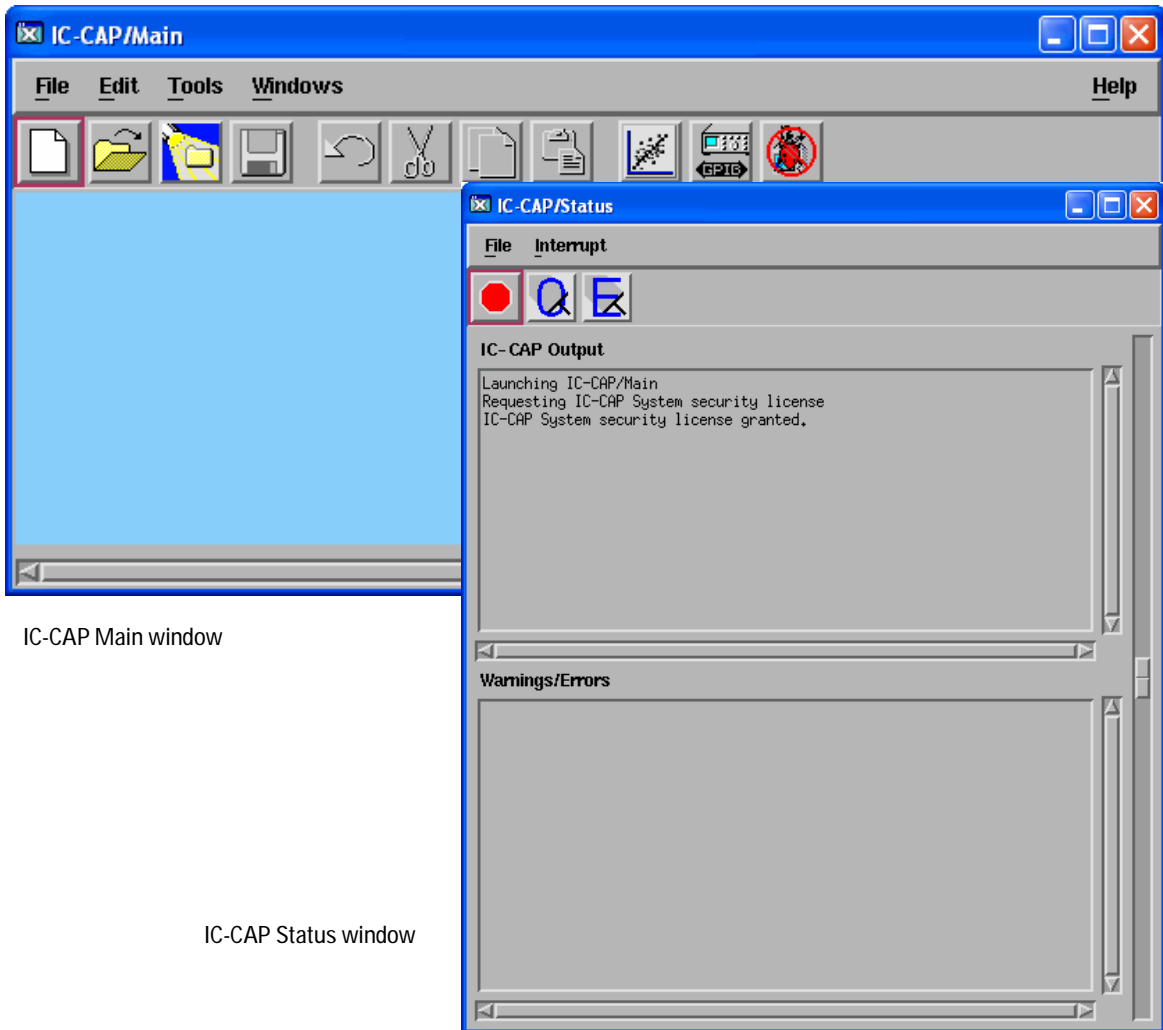 IC-CAP/Main
File Edit Tools Windows Help
GPIB
IC-CAP/Status
File Interrupt
IC-CAP Output
Launching IC-CAP/Main
Requesting IC-CAP System security license
IC-CAP System security license granted.
IC-CAP Main window
Warnings/Errors
IC-CAP Status window